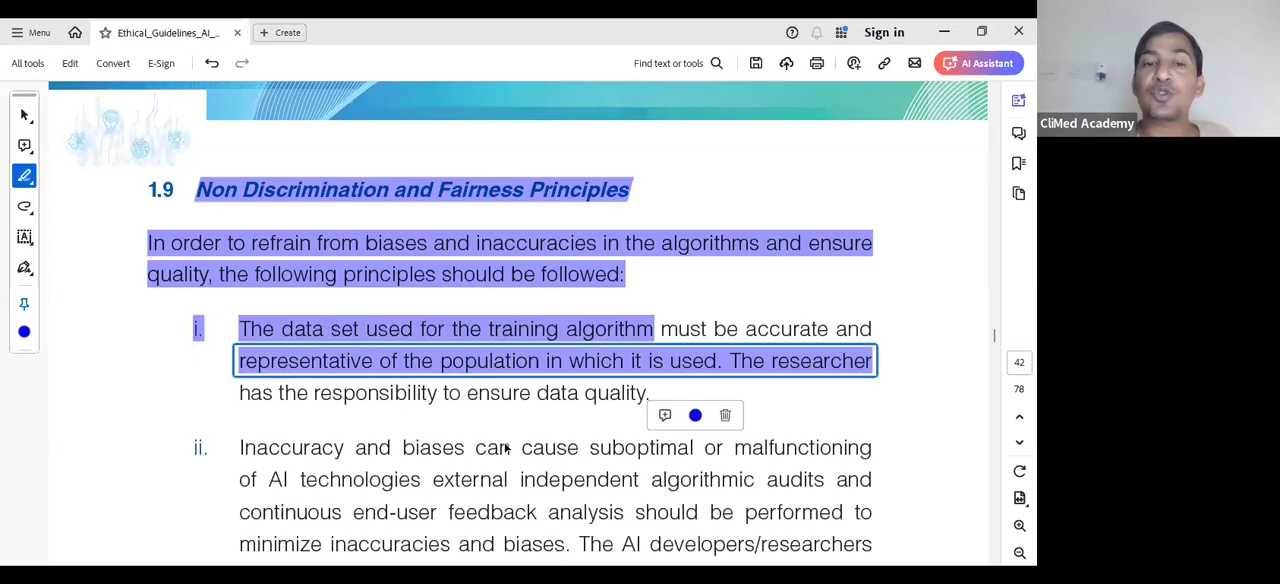 Menu
Ethical_Guidelines_AI_...
Create
Sign in
All tools
Edit
Convert
E-Sign
Find text or tools
AI Assistant
CliMed Academy
1.9 Non Discrimination and Fairness Principles
In order to refrain from biases and inaccuracies in the algorithms and ensure
quality, the following principles should be followed:
i. The data set used for the training algorithm must be accurate and
representative of the population in which it is used. The researcher
has the responsibility to ensure data quality.
ii. Inaccuracy and biases can cause suboptimal or malfunctioning
of AI technologies external independent algorithmic audits and
continuous end-user feedback analysis should be performed to
minimize inaccuracies and biases. The AI developers/researchers
42
78